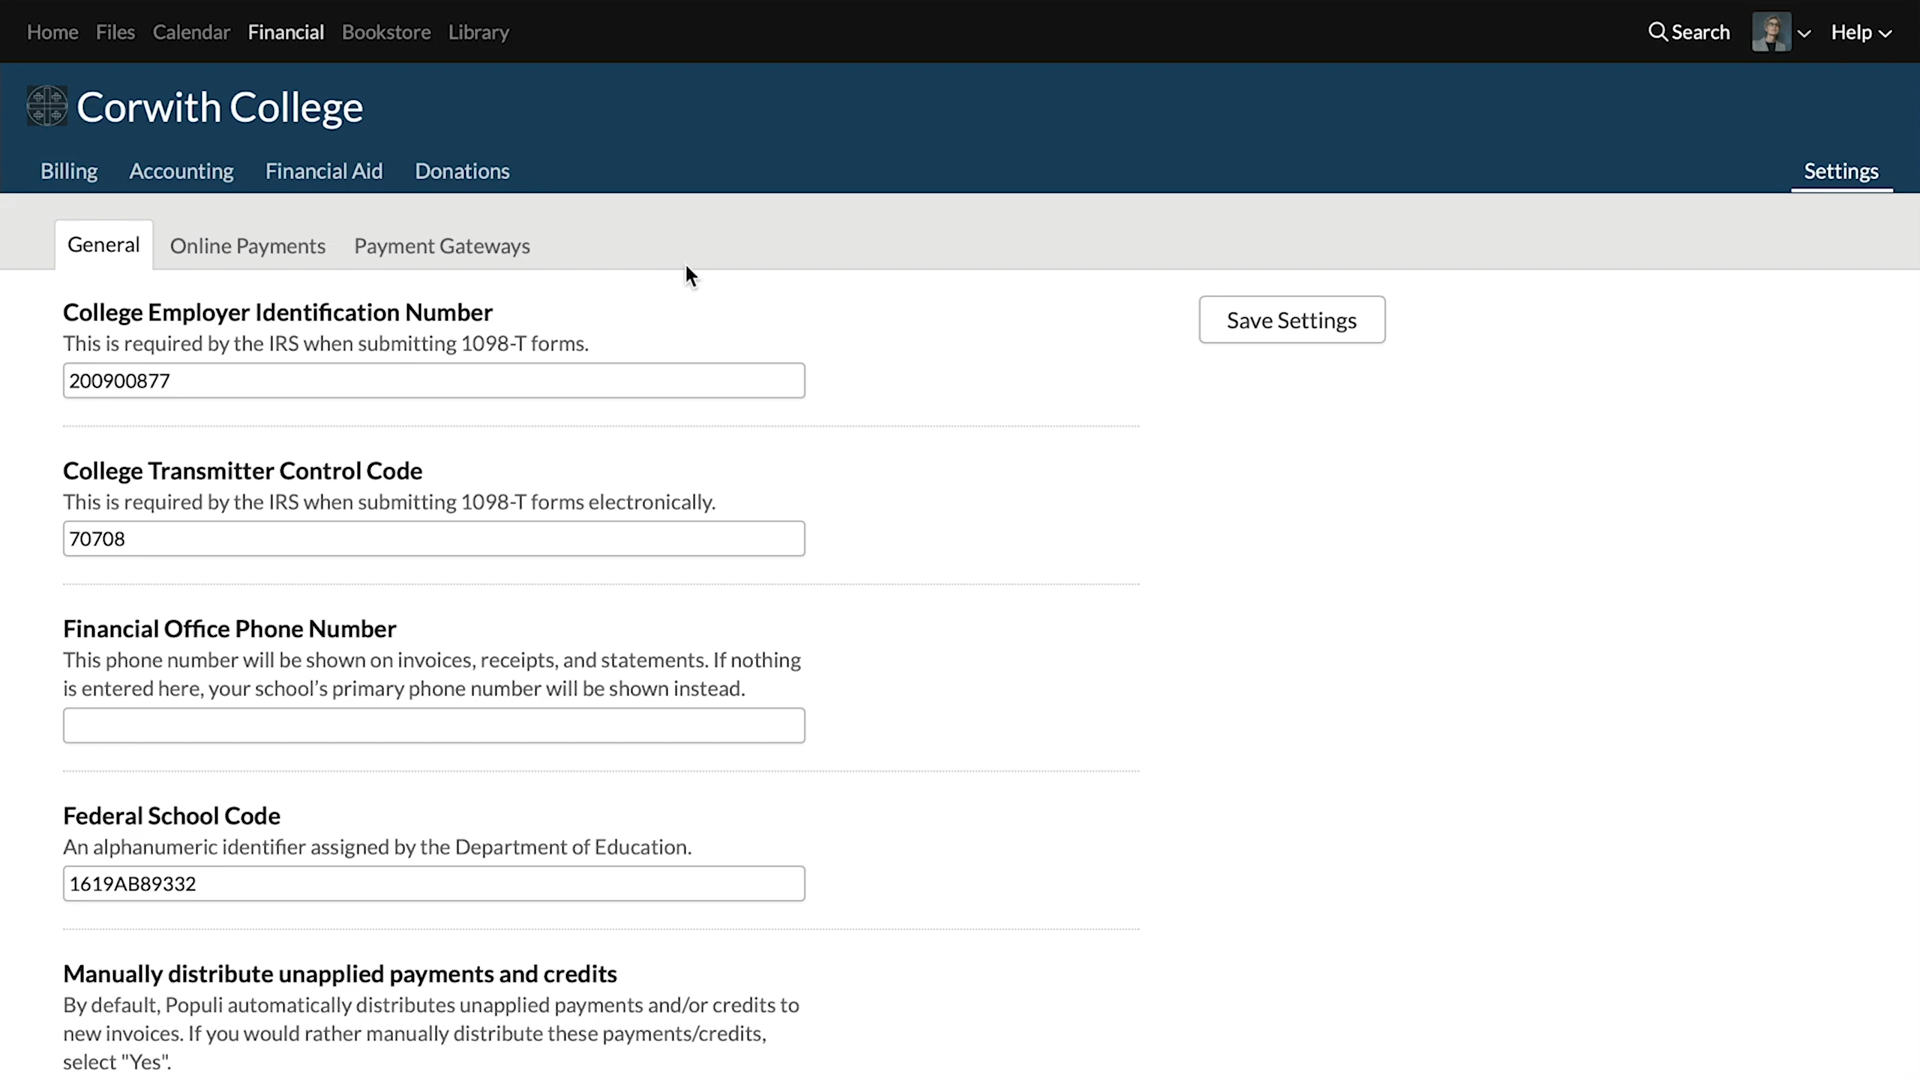 Home Files Calendar Financial Bookstore Library Search Help
Corwith College
Billing Accounting Financial Aid Donations Settings
General Online Payments Payment Gateways
College Employer Identification Number
This is required by the IRS when submitting 1098-T forms.
Save Settings
200900877
College Transmitter Control Code
This is required by the IRS when submitting 1098-T forms electronically.
70708
Financial Office Phone Number
This phone number will be shown on invoices, receipts, and statements. If nothing
is entered here, your school's primary phone number will be shown instead.
Federal School Code
An alphanumeric identifier assigned by the Department of Education.
1619AB89332
Manually distribute unapplied payments and credits
By default, Populi automatically distributes unapplied payments and/or credits to
new invoices. If you would rather manually distribute these payments/credits,
select "Yes".